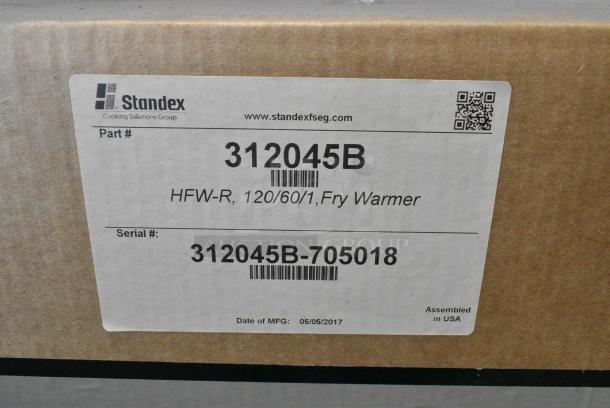 Standex
Cooking Solutions Group
www.standexfseg.com
Part #
312045B
HFW-R, 120/60/1,Fry Warmer
Serial #:
312045B-705018
GROUP
Date of MFG: 05/05/2017
Assembled
in USA